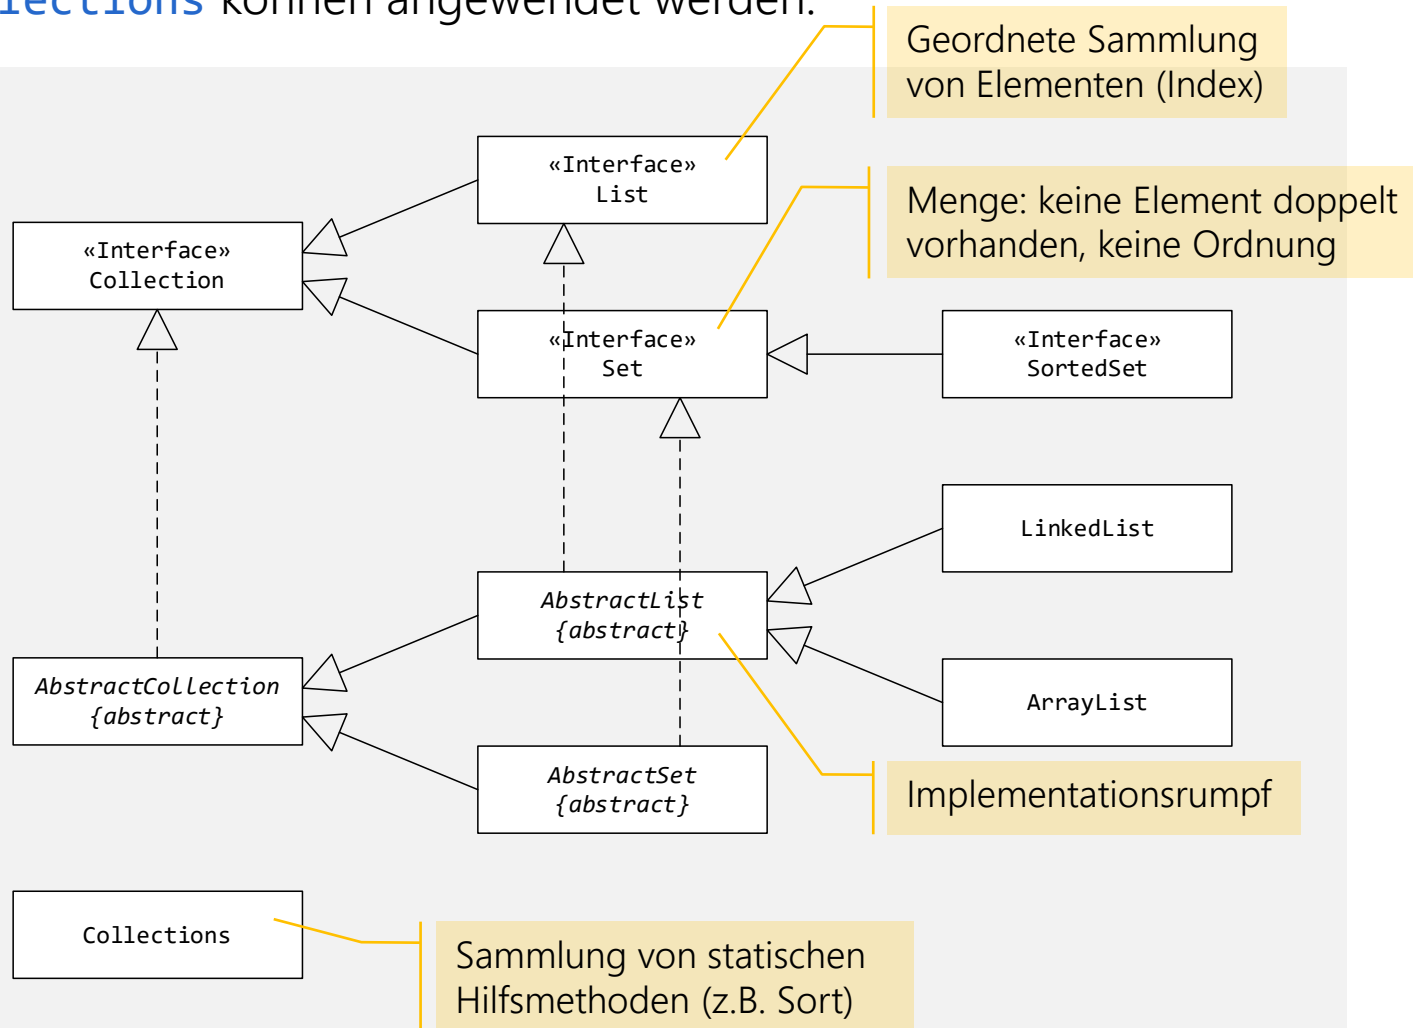 lections können angewendet werden.
Geordnete Sammlung
von Elementen (Index)
«Interface»
List
Menge: keine Element doppelt
vorhanden, keine Ordnung
«Interface»
Collection
«Interface»
Set
«Interface»
SortedSet
LinkedList
AbstractList
{abstract}
AbstractCollection
{abstract}
ArrayList
AbstractSet
{abstract}
Implementationsrumpf
Collections
Sammlung von statischen
Hilfsmethoden (z.B. Sort)